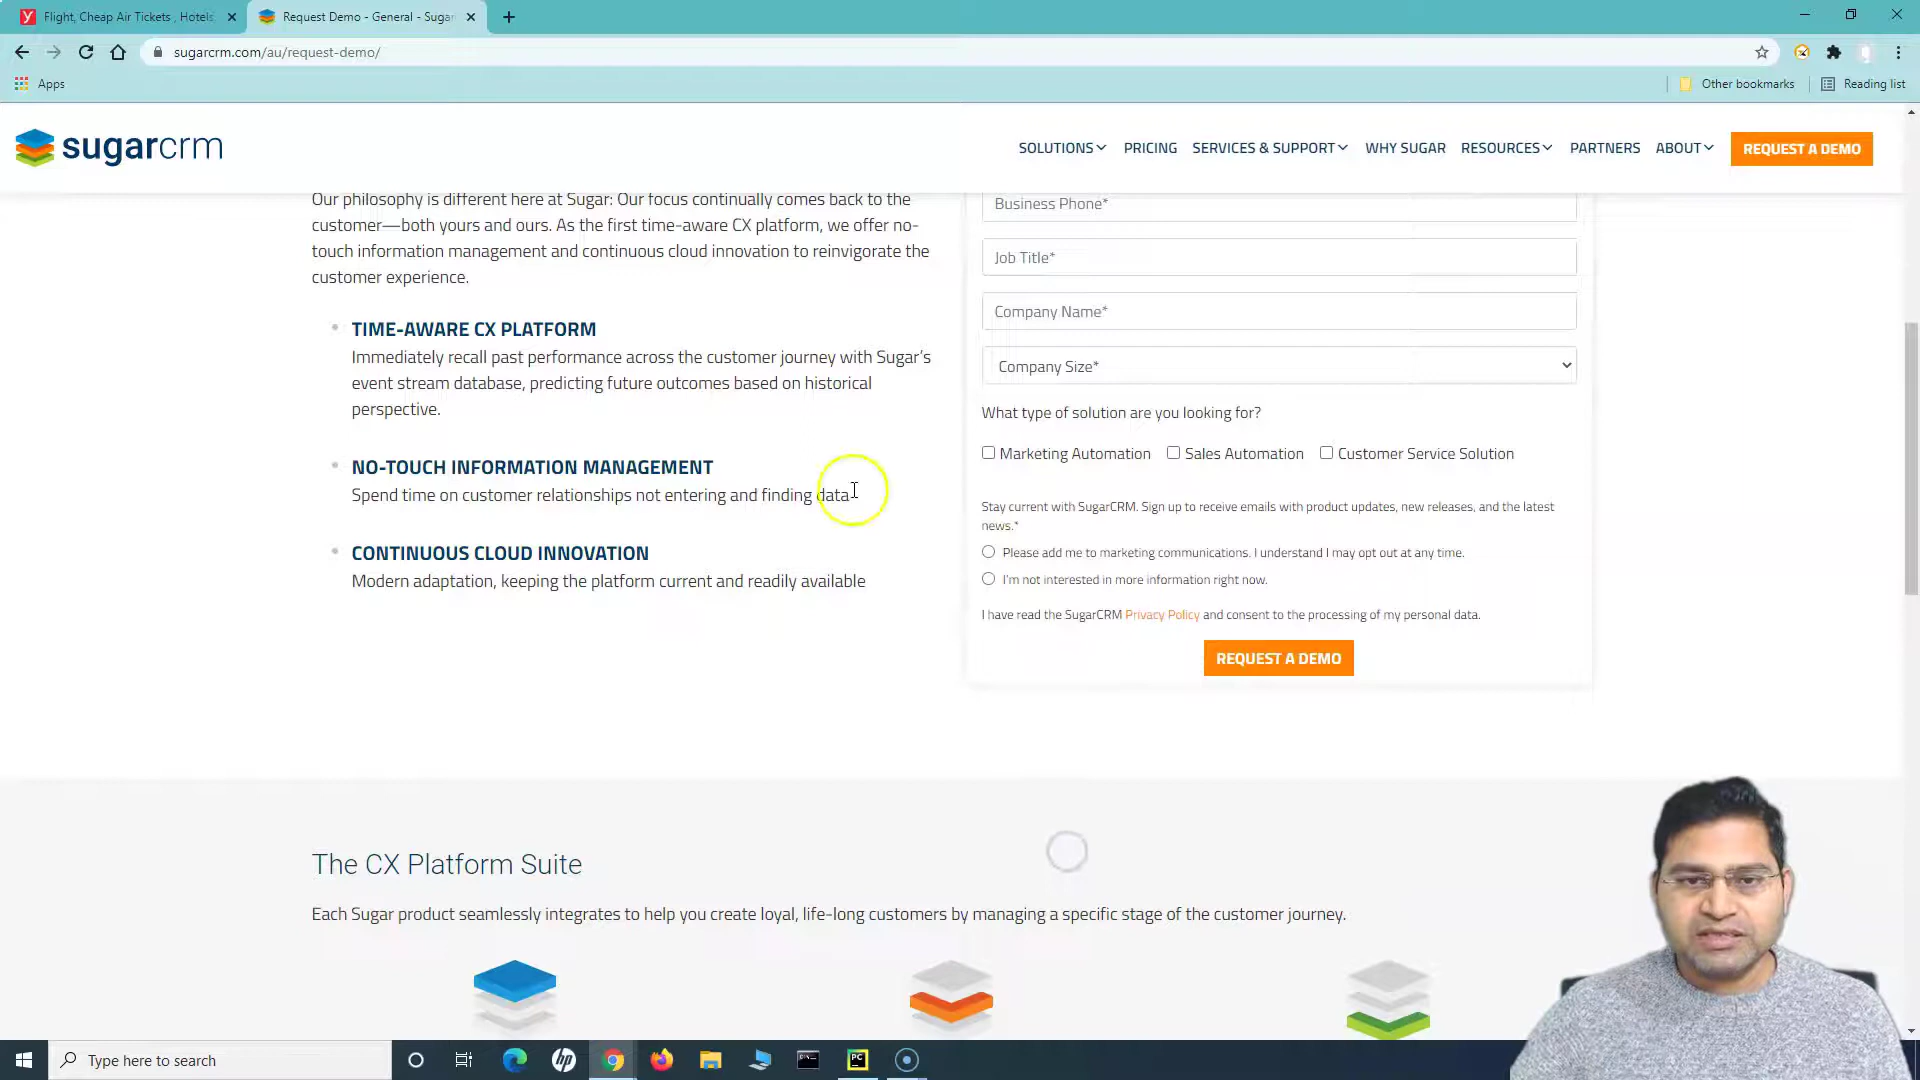 Flight, Cheap Air Tickets , Hotels
Request Demo - General - Sugar
sugarcrm.com/au/request-demo/
Apps
Other bookmarks
Reading list
sugarcrm
SOLUTIONS
PRICING
SERVICES & SUPPORT
WHY SUGAR
RESOURCES
PARTNERS
ABOUT
REQUEST A DEMO
Our philosophy is different here at Sugar: Our focus continually comes back to the
customer—both yours and ours. As the first time-aware CX platform, we offer no-
touch information management and continuous cloud innovation to reinvigorate the
customer experience.
TIME-AWARE CX PLATFORM
Immediately recall past performance across the customer journey with Sugar’s
event stream database, predicting future outcomes based on historical
perspective.
NO-TOUCH INFORMATION MANAGEMENT
Spend time on customer relationships not entering and finding data
CONTINUOUS CLOUD INNOVATION
Modern adaptation, keeping the platform current and readily available
Business Phone*
Job Title*
Company Name*
Company Size*
What type of solution are you looking for?
Marketing Automation
Sales Automation
Customer Service Solution
Stay current with SugarCRM. Sign up to receive emails with product updates, new releases, and the latest
news.*
Please add me to marketing communications. I understand I may opt out at any time.
I'm not interested in more information right now.
I have read the SugarCRM Privacy Policy and consent to the processing of my personal data.
REQUEST A DEMO
The CX Platform Suite
Each Sugar product seamlessly integrates to help you create loyal, life-long customers by managing a specific stage of the customer journey.
Type here to search
hp
PC